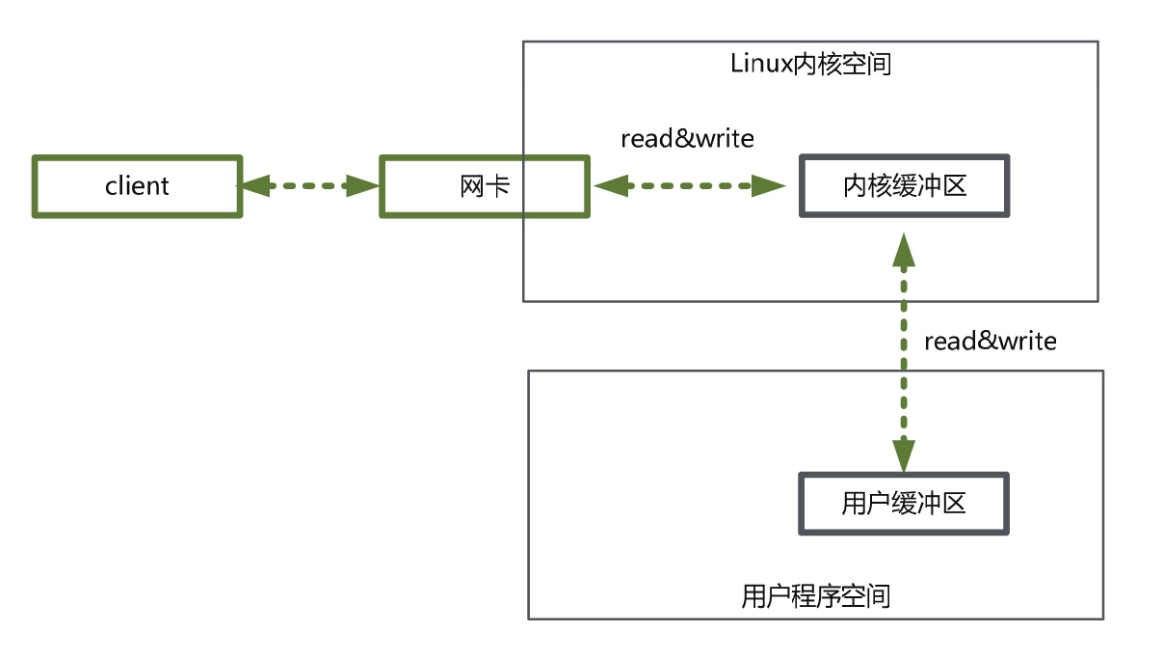 Linux内核空间
read&write
client
网卡
内核缓冲区
read&write
用户缓冲区
用户程序空间